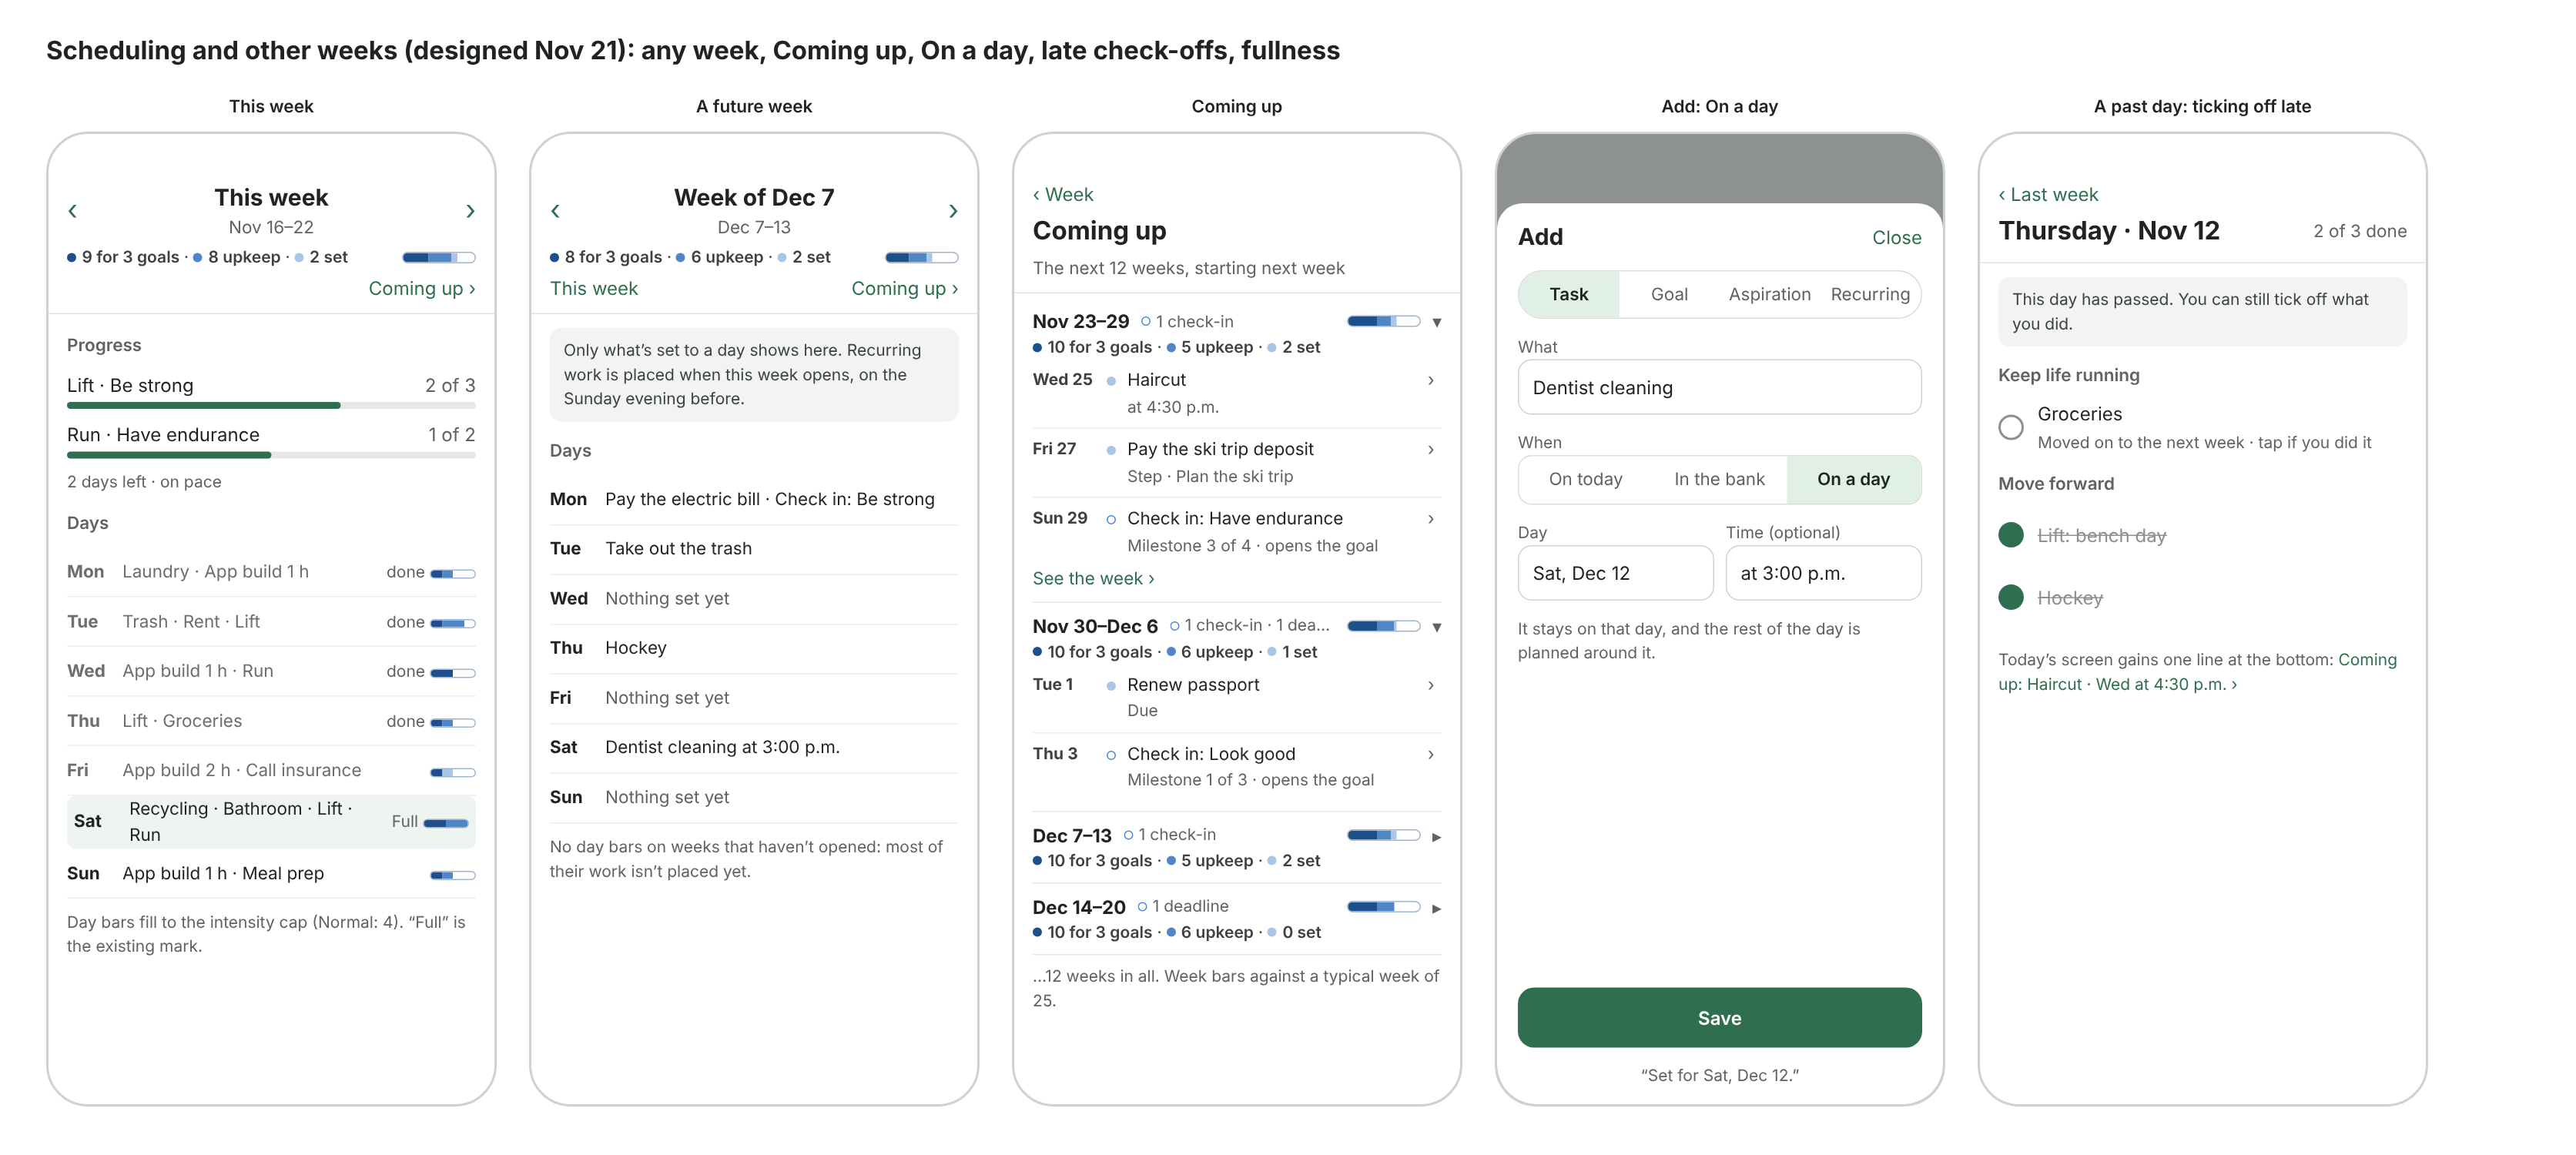 Scheduling and other weeks (designed Nov 21): any week, Coming up, On a day, late check-offs, fullness
This week
‹
This week
›
Nov 16–22
9 for 3 goals · 8 upkeep · 2 set
Coming up ›
Progress
Lift · Be strong 2 of 3
Run · Have endurance 1 of 2
2 days left · on pace
Days
Mon Laundry · App build 1 h done
Tue Trash · Rent · Lift done
Wed App build 1 h · Run done
Thu Lift · Groceries done
Fri App build 2 h · Call insurance
Sat Recycling · Bathroom · Lift · Full
Run
Sun App build 1 h · Meal prep
Day bars fill to the intensity cap (Normal: 4). “Full” is
the existing mark.
A future week
‹
Week of Dec 7
›
Dec 7–13
8 for 3 goals · 6 upkeep · 2 set
This week Coming up ›
Only what’s set to a day shows here. Recurring
work is placed when this week opens, on the
Sunday evening before.
Days
Mon Pay the electric bill · Check in: Be strong
Tue Take out the trash
Wed Nothing set yet
Thu Hockey
Fri Nothing set yet
Sat Dentist cleaning at 3:00 p.m.
Sun Nothing set yet
No day bars on weeks that haven’t opened: most of
their work isn’t placed yet.
Coming up
‹ Week
Coming up
The next 12 weeks, starting next week
Nov 23–29 1 check-in ▾
10 for 3 goals · 5 upkeep · 2 set
Wed 25 Haircut ›
at 4:30 p.m.
Fri 27 Pay the ski trip deposit ›
Step · Plan the ski trip
Sun 29 Check in: Have endurance ›
Milestone 3 of 4 · opens the goal
See the week ›
Nov 30–Dec 6 1 check-in · 1 dea... ▾
10 for 3 goals · 6 upkeep · 1 set
Tue 1 Renew passport ›
Due
Thu 3 Check in: Look good ›
Milestone 1 of 3 · opens the goal
Dec 7–13 1 check-in ▸
10 for 3 goals · 5 upkeep · 2 set
Dec 14–20 1 deadline ▸
10 for 3 goals · 6 upkeep · 0 set
...12 weeks in all. Week bars against a typical week of
25.
Add: On a day
Add Close
Task Goal Aspiration Recurring
What
Dentist cleaning
When
On today In the bank On a day
Day Time (optional)
Sat, Dec 12 at 3:00 p.m.
It stays on that day, and the rest of the day is
planned around it.
Save
“Set for Sat, Dec 12.”
A past day: ticking off late
‹ Last week
Thursday · Nov 12 2 of 3 done
This day has passed. You can still tick off what
you did.
Keep life running
Groceries
Moved on to the next week · tap if you did it
Move forward
Lift: bench day
Hockey
Today’s screen gains one line at the bottom: Coming
up: Haircut · Wed at 4:30 p.m. ›